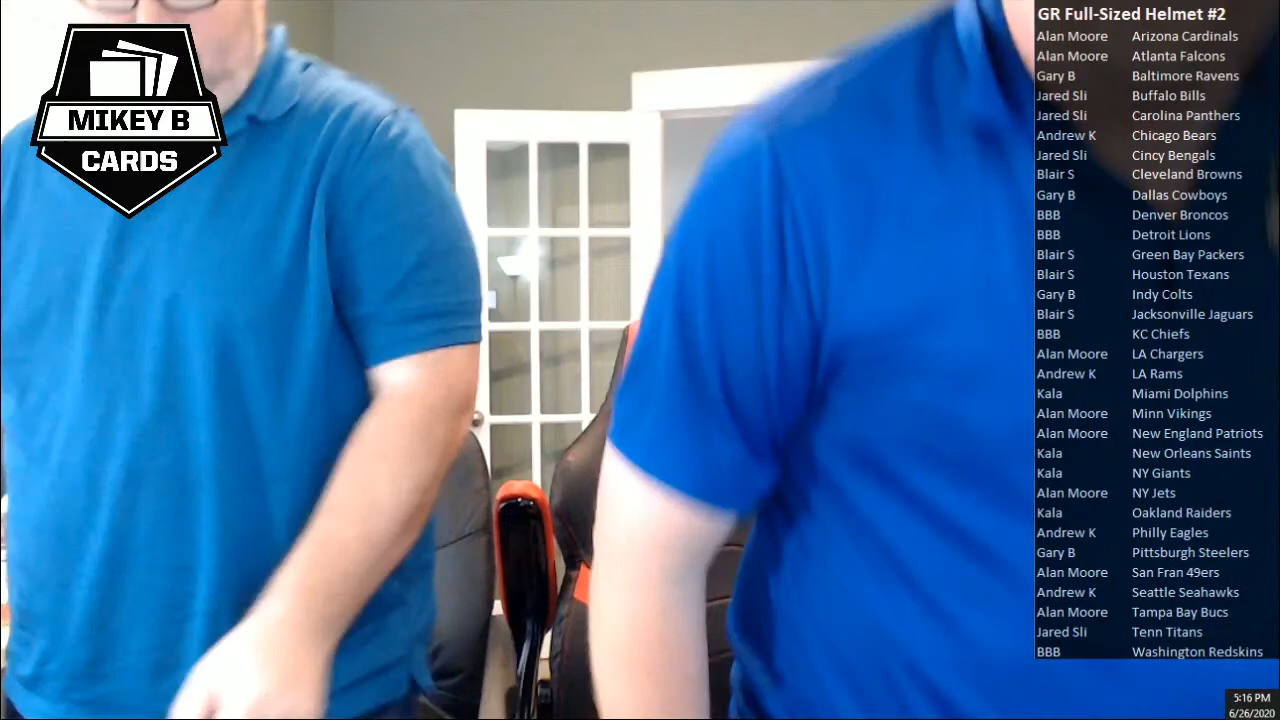 MIKEY B
CARDS
GR Full-Sized Helmet #2
Alan Moore Arizona Cardinals
Alan Moore Atlanta Falcons
Gary B Baltimore Ravens
Jared Sli Buffalo Bills
Jared Sli Carolina Panthers
Andrew K Chicago Bears
Jared Sli Cincy Bengals
Blair S Cleveland Browns
Gary B Dallas Cowboys
BBB Denver Broncos
BBB Detroit Lions
Blair S Green Bay Packers
Blair S Houston Texans
Gary B Indy Colts
Blair S Jacksonville Jaguars
BBB KC Chiefs
Alan Moore LA Chargers
Andrew K LA Rams
Kala Miami Dolphins
Alan Moore Minn Vikings
Alan Moore New England Patriots
Kala New Orleans Saints
Kala NY Giants
Alan Moore NY Jets
Kala Oakland Raiders
Andrew K Philly Eagles
Gary B Pittsburgh Steelers
Alan Moore San Fran 49ers
Andrew K Seattle Seahawks
Alan Moore Tampa Bay Bucs
Jared Sli Tenn Titans
BBB Washington Redskins
5:16 PM
6/26/2020